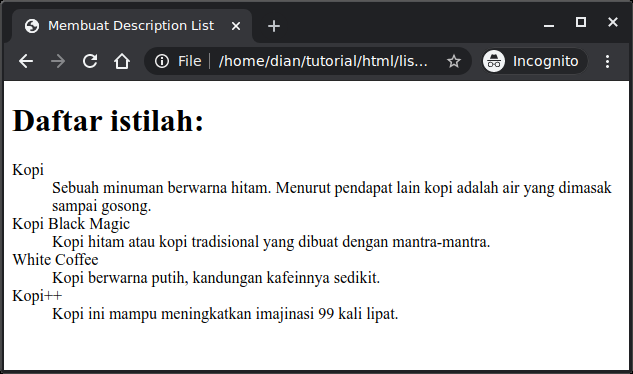 Membuat Description List
File
/home/dian/tutorial/html/lis...
Incognito
Daftar istilah:
Kopi
Sebuah minuman berwarna hitam. Menurut pendapat lain kopi adalah air yang dimasak
sampai gosong.
Kopi Black Magic
Kopi hitam atau kopi tradisional yang dibuat dengan mantra-mantra.
White Coffee
Kopi berwarna putih, kandungan kafeinnya sedikit.
Kopi++
Kopi ini mampu meningkatkan imajinasi 99 kali lipat.